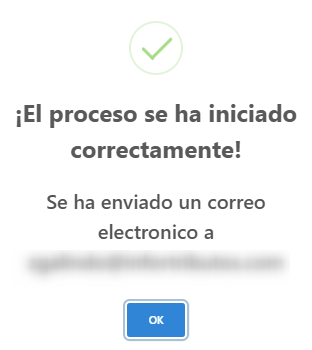 ¡El proceso se ha iniciado
correctamente!
Se ha enviado un correo
electronico a
OK